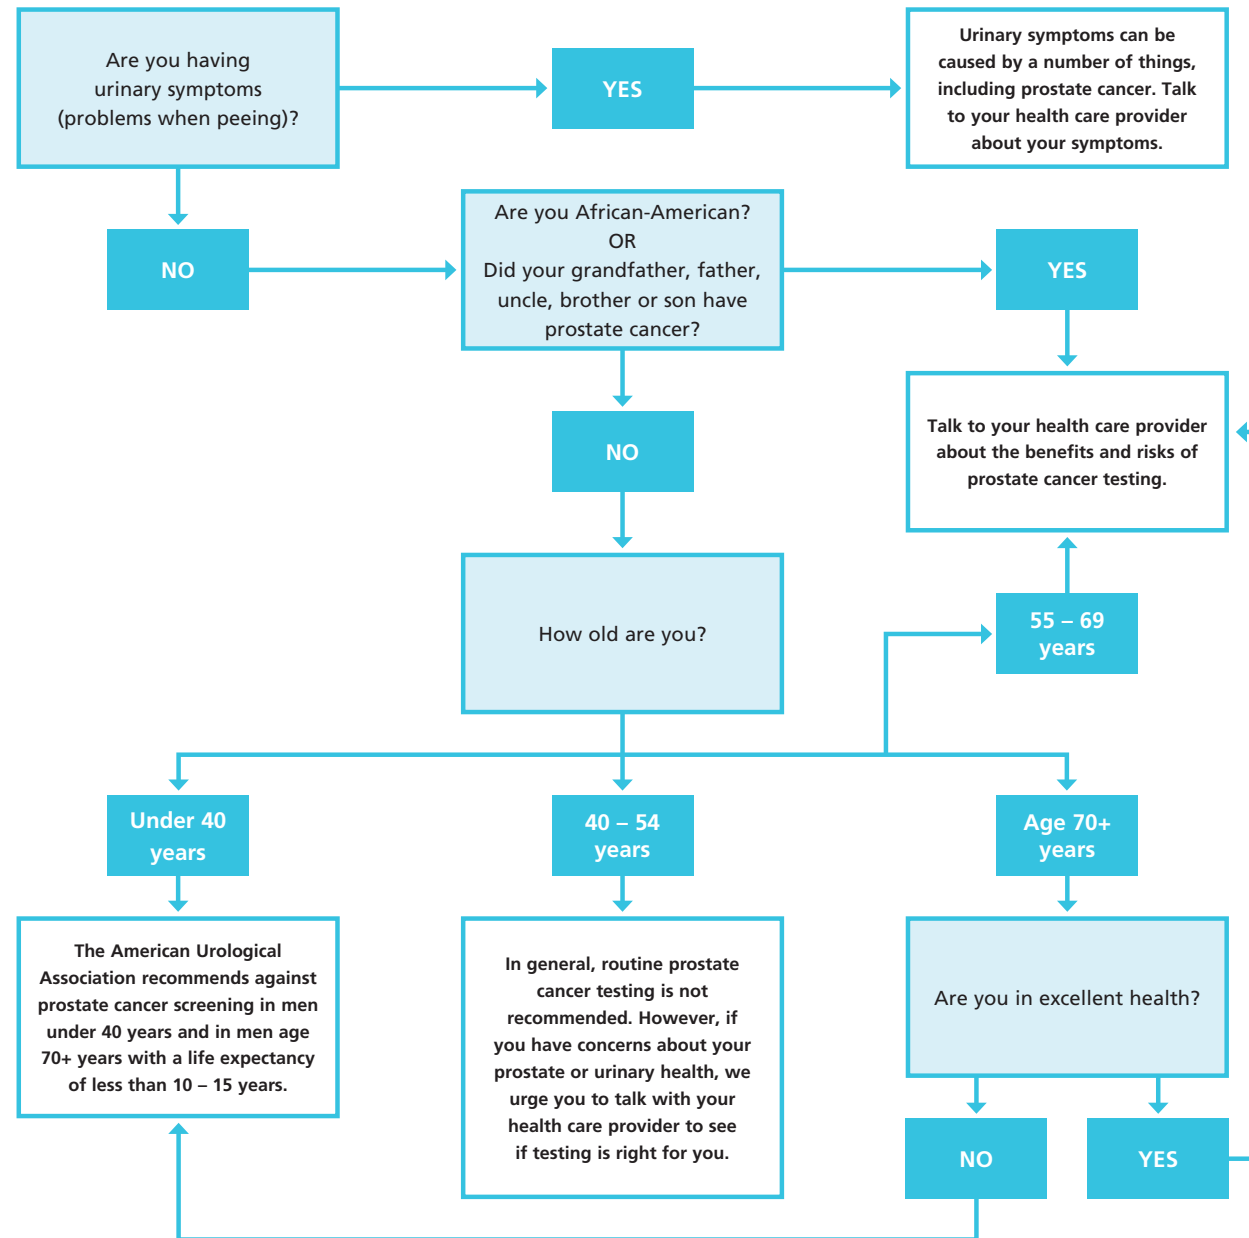 Are you having
urinary symptoms
(problems when peeing)?
YES
Urinary symptoms can be
caused by a number of things,
including prostate cancer. Talk
to your health care provider
about your symptoms.
NO
Are you African-American?
OR
Did your grandfather, father,
uncle, brother or son have
prostate cancer?
YES
NO
Talk to your health care provider
about the benefits and risks of
prostate cancer testing.
How old are you?
55 – 69
years
Under 40
years
40 – 54
years
Age 70+
years
The American Urological
Association recommends against
prostate cancer screening in men
under 40 years and in men age
70+ years with a life expectancy
of less than 10 – 15 years.
In general, routine prostate
cancer testing is not
recommended. However, if
you have concerns about your
prostate or urinary health, we
urge you to talk with your
health care provider to see
if testing is right for you.
Are you in excellent health?
NO
YES